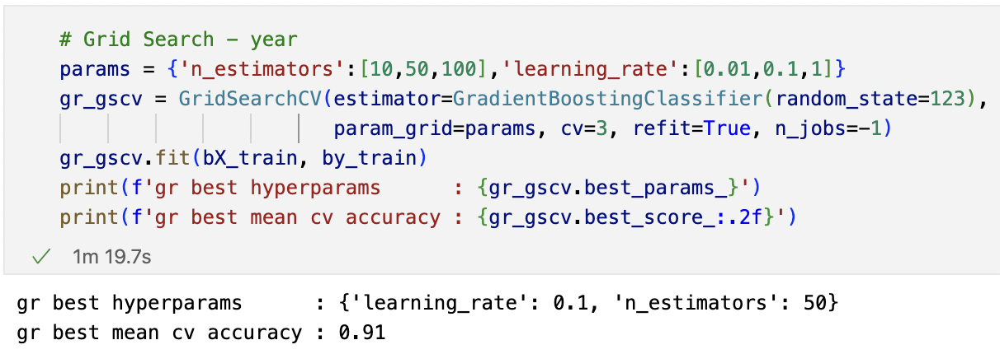 # Grid Search – year
params = {'n_estimators':[10,50,100],'learning_rate':[0.01,0.1,1]}
gr_gscv = GridSearchCV(estimator=GradientBoostingClassifier(random_state=123),
param_grid=params, cv=3, refit=True, n_jobs=-1)
gr_gscv.fit(bX_train, by_train)
print(f'gr best hyperparams      : {gr_gscv.best_params_}')
print(f'gr best mean cv accuracy : {gr_gscv.best_score_:.2f}')
1m 19.7s
gr best hyperparams      : {'learning_rate': 0.1, 'n_estimators': 50}
gr best mean cv accuracy : 0.91